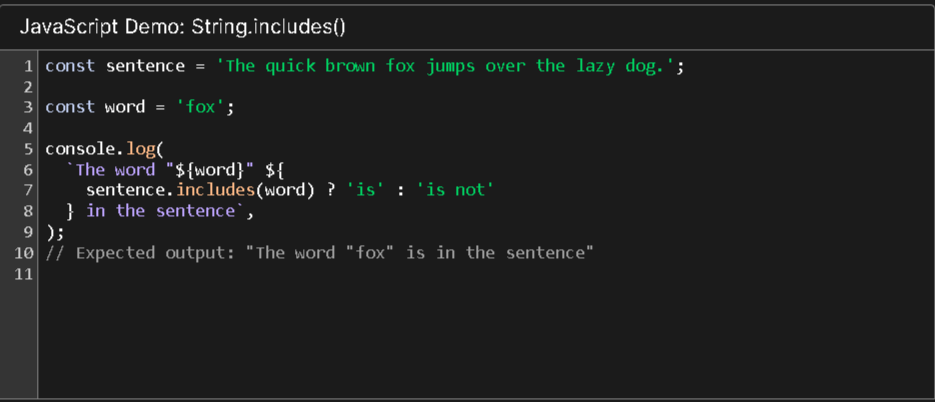 JavaScript Demo: String.includes()
1 const sentence = 'The quick brown fox jumps over the lazy dog.';
2
3 const word = 'fox';
4
5 console.log(
6   `The word "${word}" ${
7     sentence.includes(word) ? 'is' : 'is not'
8   } in the sentence`,
9 );
10 // Expected output: "The word "fox" is in the sentence"
11